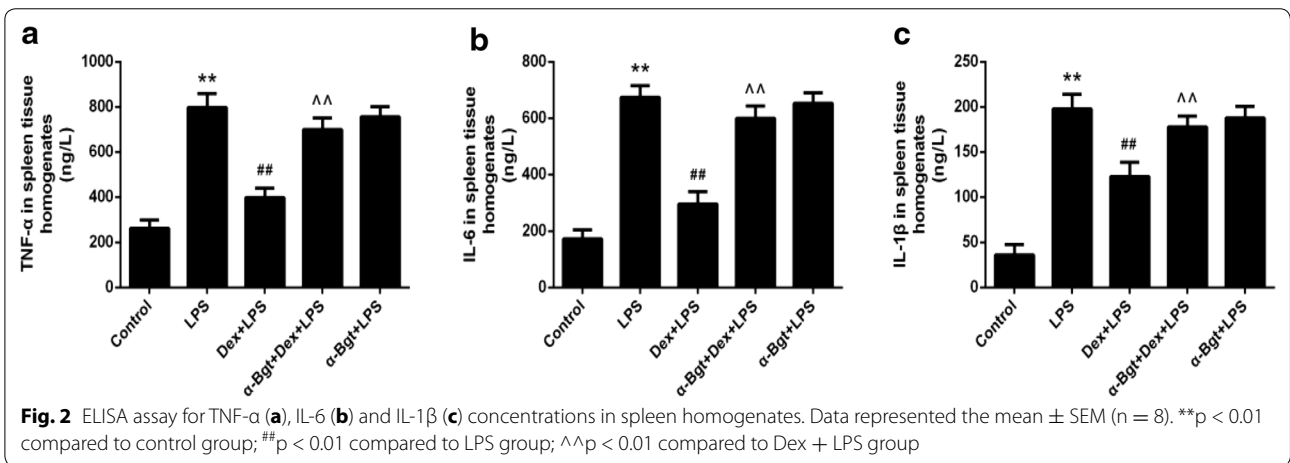 a
TNF-α in spleen tissue
homogenates
(ng/L)
1000
800
600
400
200
0
**
##
^^
Control
LPS
Dex+LPS
α-Bgt+Dex+LPS
α-Bgt+LPS
b
IL-6 in spleen tissue
homogenates
(ng/L)
800
600
400
200
0
**
##
^^
Control
LPS
Dex+LPS
α-Bgt+Dex+LPS
α-Bgt+LPS
c
IL-1β in spleen tissue
homogenates
(ng/L)
250
200
150
100
50
0
**
##
^^
Control
LPS
Dex+LPS
α-Bgt+Dex+LPS
α-Bgt+LPS
Fig. 2 ELISA assay for TNF-α (a), IL-6 (b) and IL-1β (c) concentrations in spleen homogenates. Data represented the mean ± SEM (n = 8). **p < 0.01
compared to control group; ##p < 0.01 compared to LPS group; ^^p < 0.01 compared to Dex + LPS group